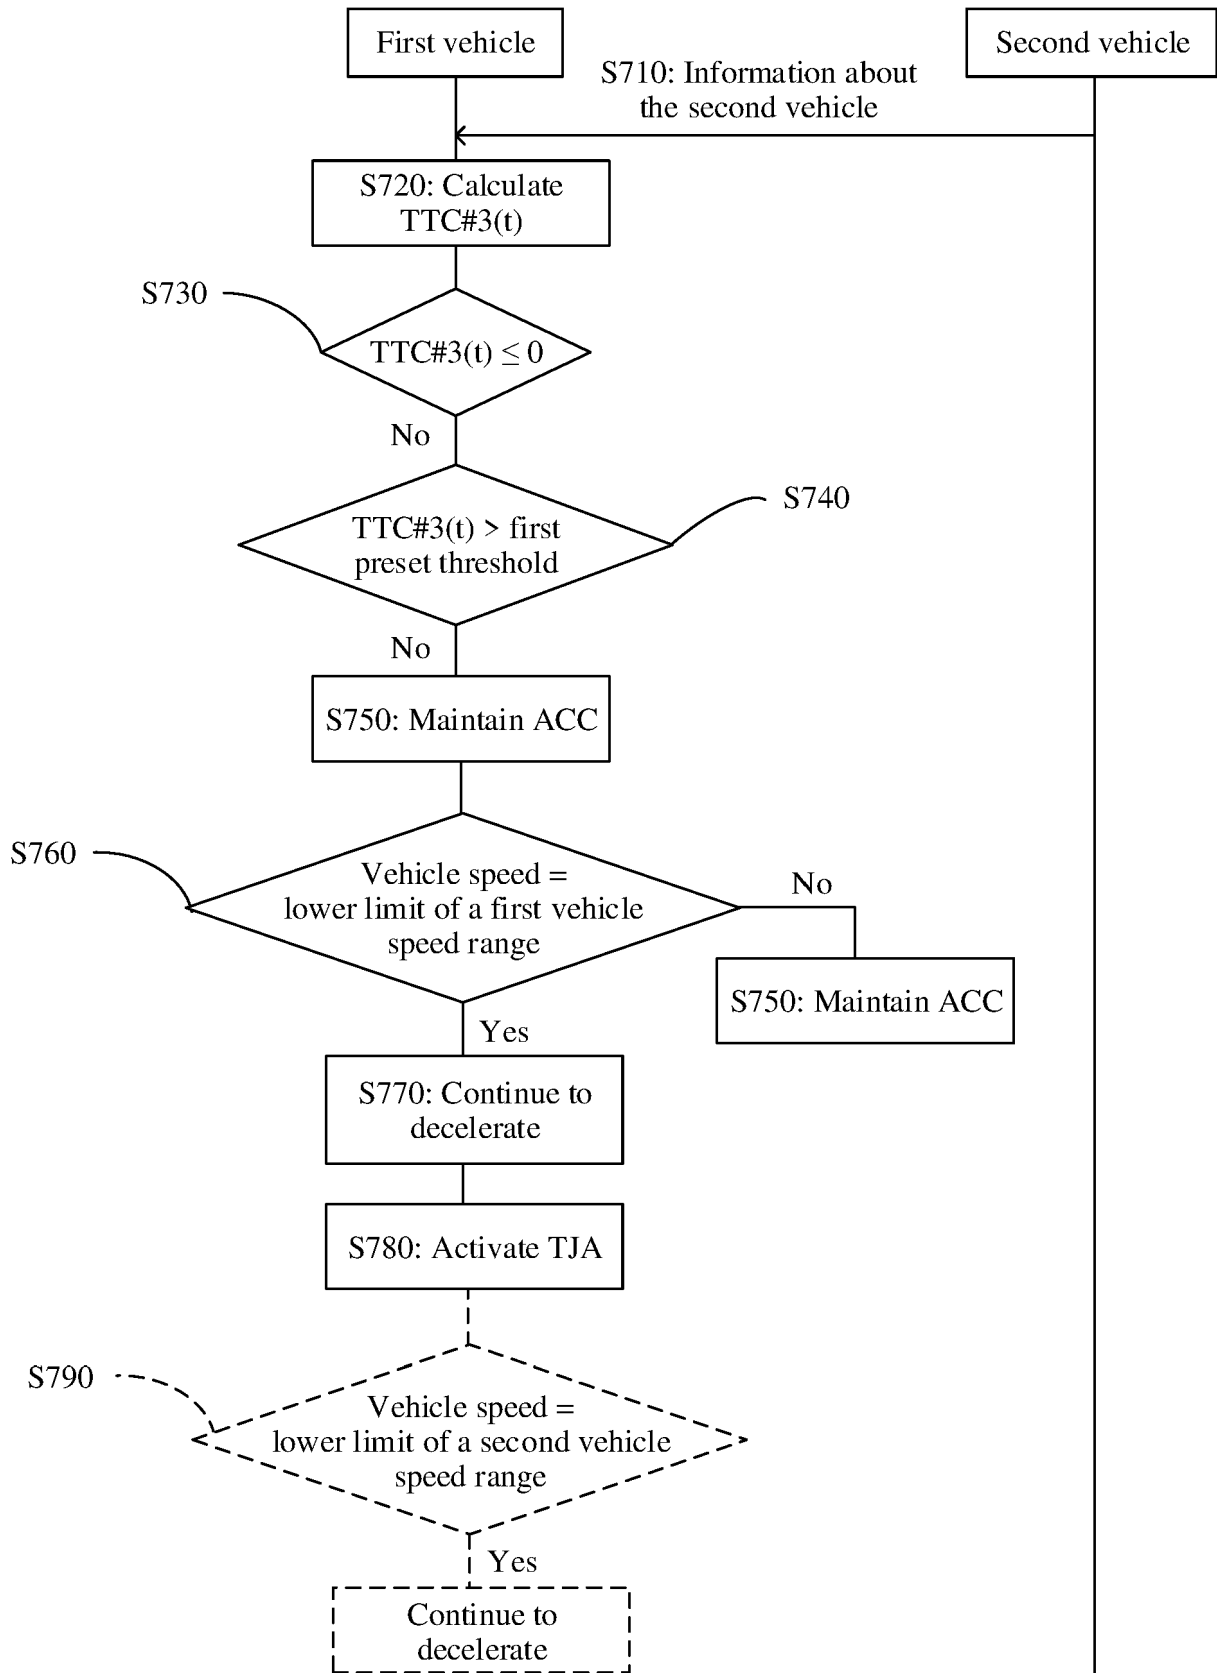 First vehicle
Second vehicle
S710: Information about
the second vehicle
S720: Calculate
TTC#3(t)
S730
TTC#3(t) ≤ 0
No
S740
TTC#3(t) > first
preset threshold
No
S750: Maintain ACC
S760
Vehicle speed =
lower limit of a first vehicle
speed range
No
S750: Maintain ACC
Yes
S770: Continue to
decelerate
S780: Activate TJA
S790
Vehicle speed =
lower limit of a second vehicle
speed range
Yes
Continue to
decelerate